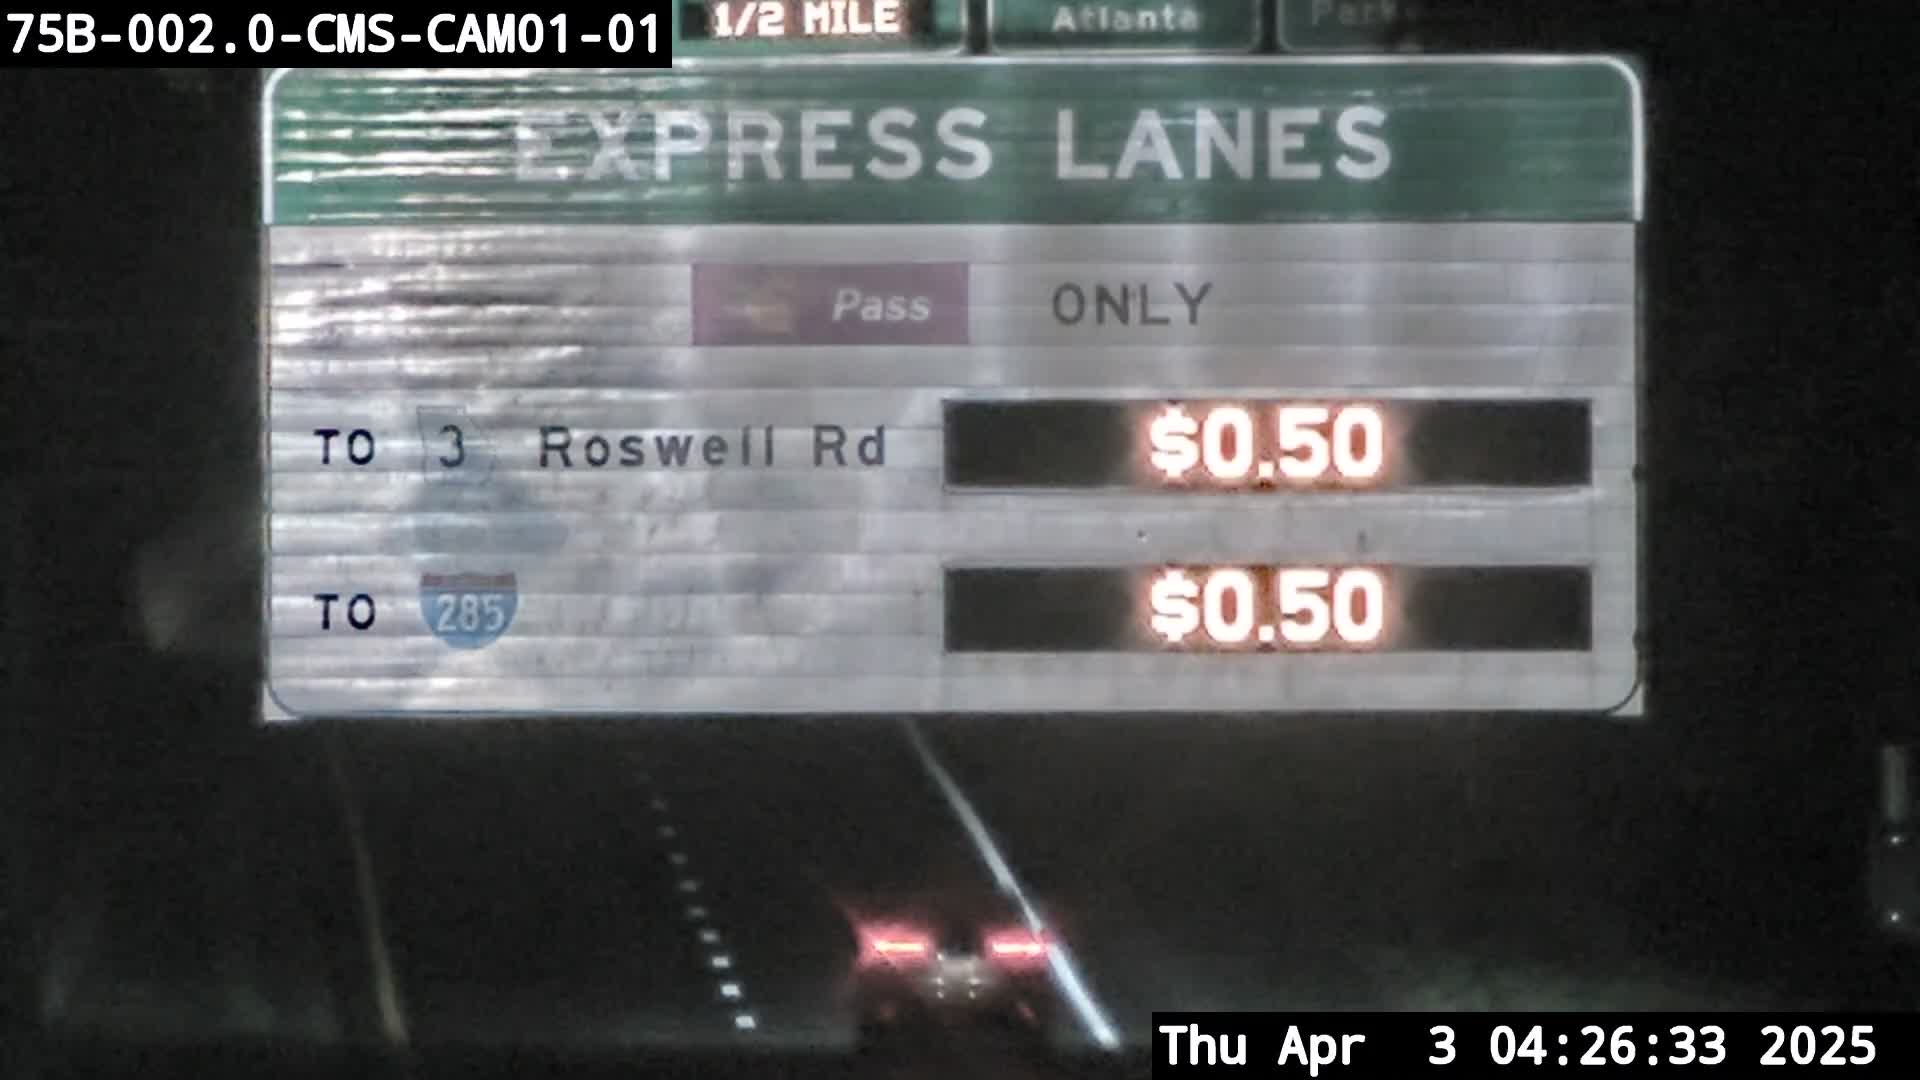 75B-002.0-CMS-CAM01-01
1/2 MILE
Atlanta
EXPRESS LANES
Pass ONLY
TO 3 Roswell Rd $0.50
TO 285 $0.50
Thu Apr 3 04:26:33 2025